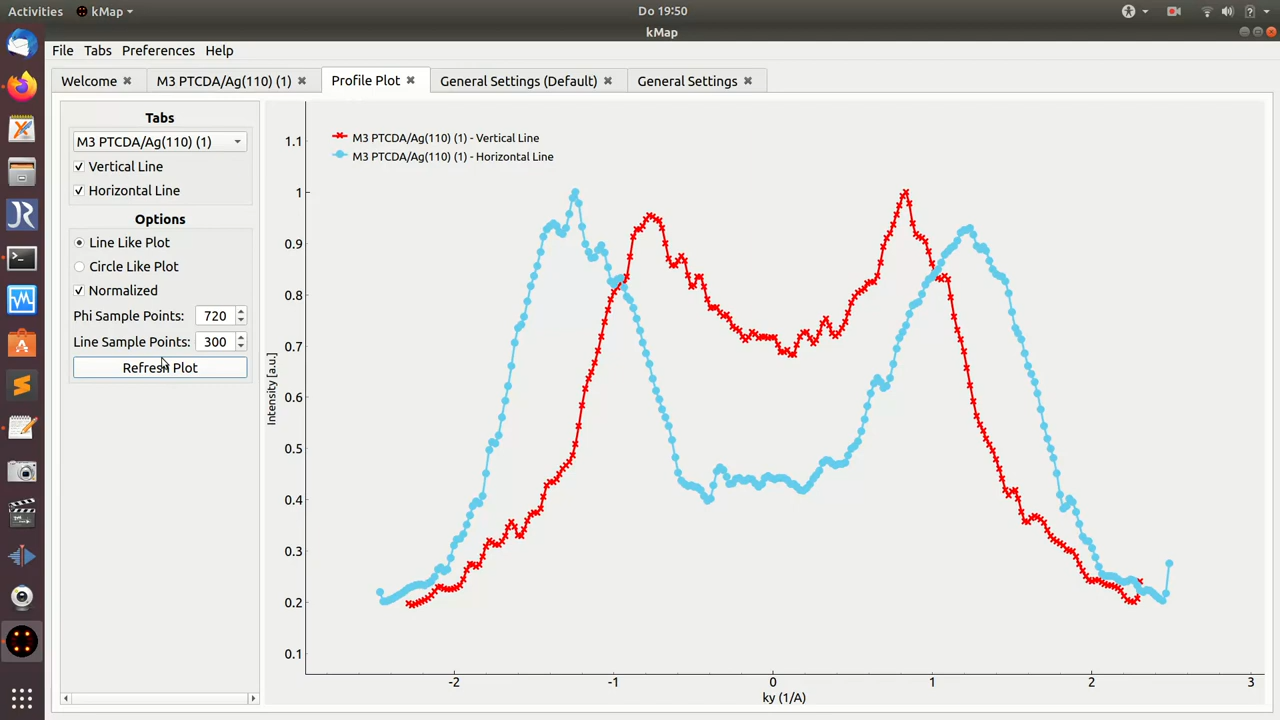 Activities kMap Do 19:50
kMap
File Tabs Preferences Help
Welcome M3 PTCDA/Ag(110) (1) Profile Plot General Settings (Default) General Settings
Tabs
M3 PTCDA/Ag(110) (1)
Vertical Line
Horizontal Line
Options
Line Like Plot
Circle Like Plot
Normalized
Phi Sample Points: 720
Line Sample Points: 300
Refresh Plot
M3 PTCDA/Ag(110) (1) - Vertical Line
M3 PTCDA/Ag(110) (1) - Horizontal Line
1.1
1
0.9
0.8
0.7
0.6
0.5
0.4
0.3
0.2
0.1
Intensity [a.u.]
-2 -1 0 1 2 3
ky (1/A)